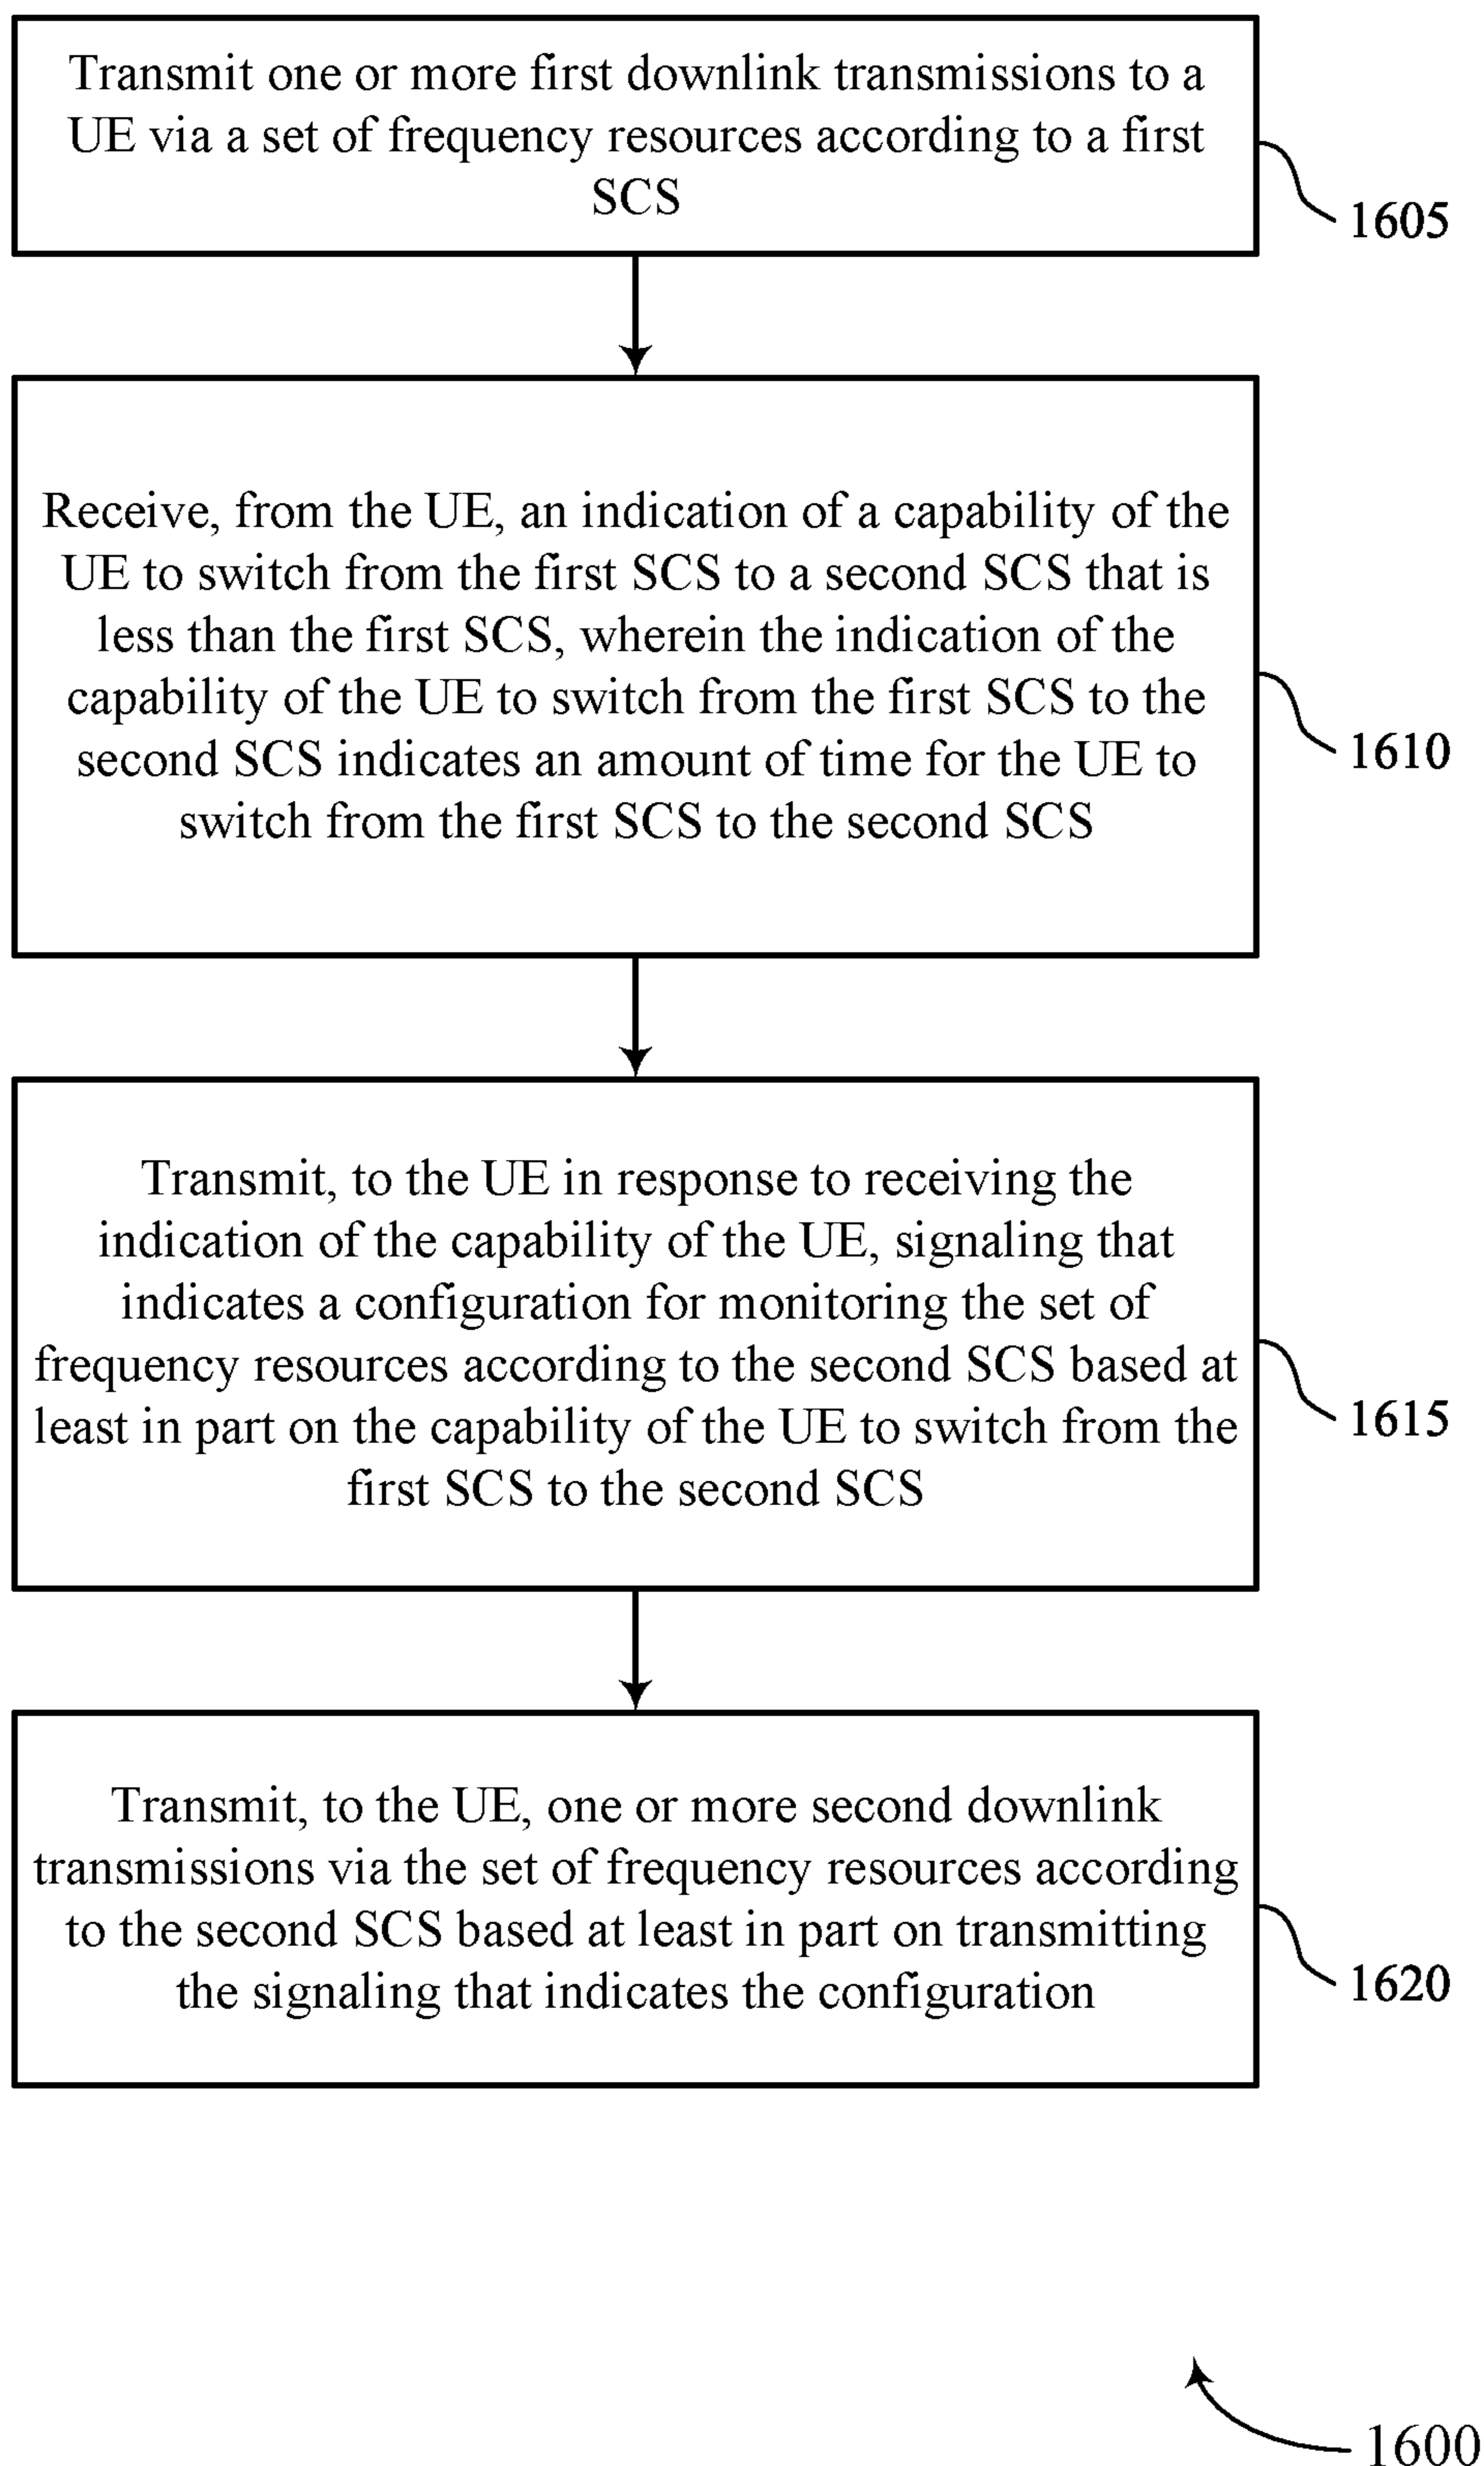 Transmit one or more first downlink transmissions to a
UE via a set of frequency resources according to a first
SCS
1605
Receive, from the UE, an indication of a capability of the
UE to switch from the first SCS to a second SCS that is
less than the first SCS, wherein the indication of the
capability of the UE to switch from the first SCS to the
second SCS indicates an amount of time for the UE to
switch from the first SCS to the second SCS
1610
Transmit, to the UE in response to receiving the
indication of the capability of the UE, signaling that
indicates a configuration for monitoring the set of
frequency resources according to the second SCS based at
least in part on the capability of the UE to switch from the
first SCS to the second SCS
1615
Transmit, to the UE, one or more second downlink
transmissions via the set of frequency resources according
to the second SCS based at least in part on transmitting
the signaling that indicates the configuration
1620
1600